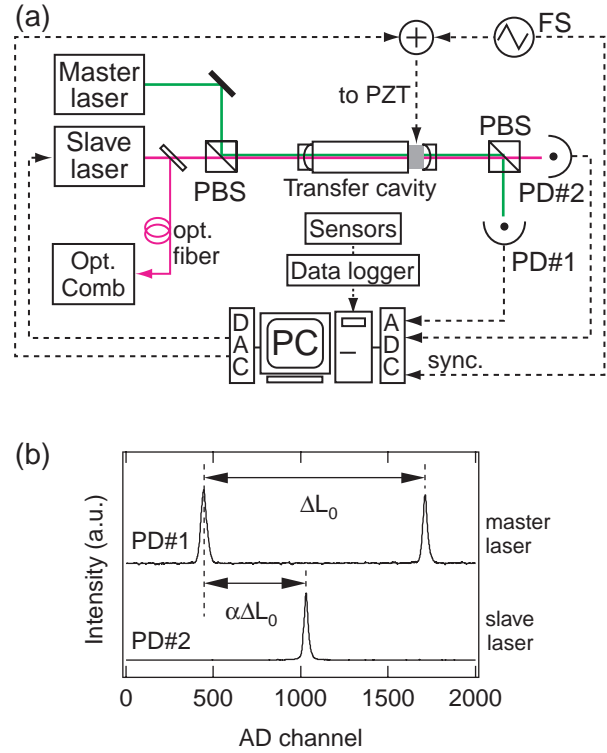 (a)
FS
+
Master
laser
to PZT
PBS
Slave
laser
PBS
Transfer cavity
PD#2
opt.
fiber
Sensors
PD#1
Opt.
Comb
Data logger
DAC
PC
ADC
sync.
(b)
Intensity (a.u.)
PD#1
ΔL₀
master
laser
αΔL₀
PD#2
slave
laser
0 500 1000 1500 2000
AD channel